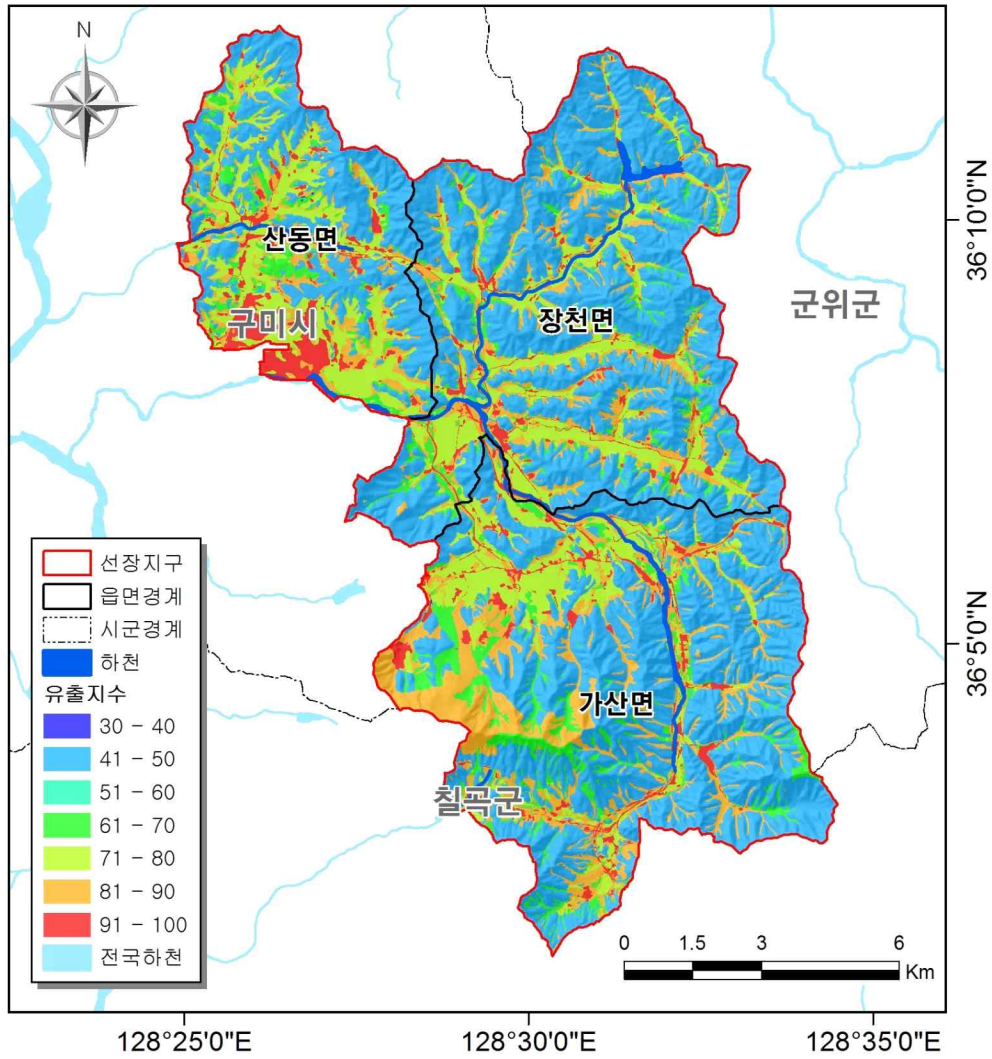 N
산동면
구미시
장천면
군위군
가산면
칠곡군
36°10'0"N
36°5'0"N
선장지구
읍면경계
시군경계
하천
유출지수
30 - 40
41 - 50
51 - 60
61 - 70
71 - 80
81 - 90
91 - 100
전국하천
0 1.5 3 6
Km
128°25'0"E 128°30'0"E 128°35'0"E